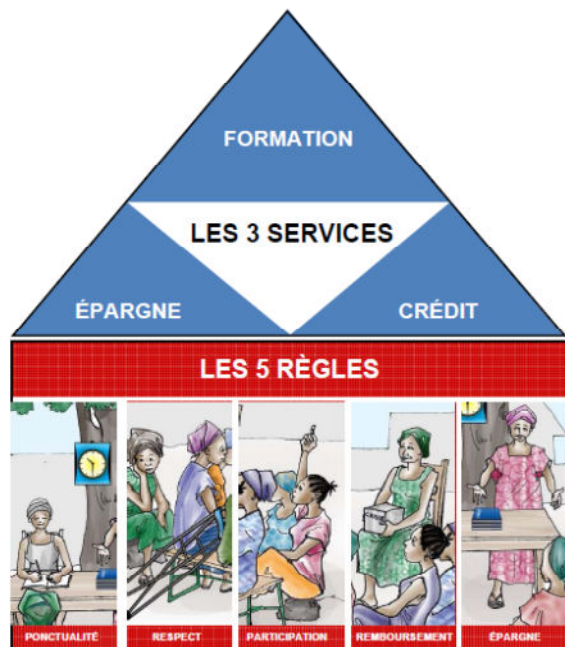 FORMATION
LES 3 SERVICES
ÉPARGNE
CRÉDIT
LES 5 RÈGLES
PONCTUALITÉ
RESPECT
PARTICIPATION
REMBOURSEMENT
ÉPARGNE